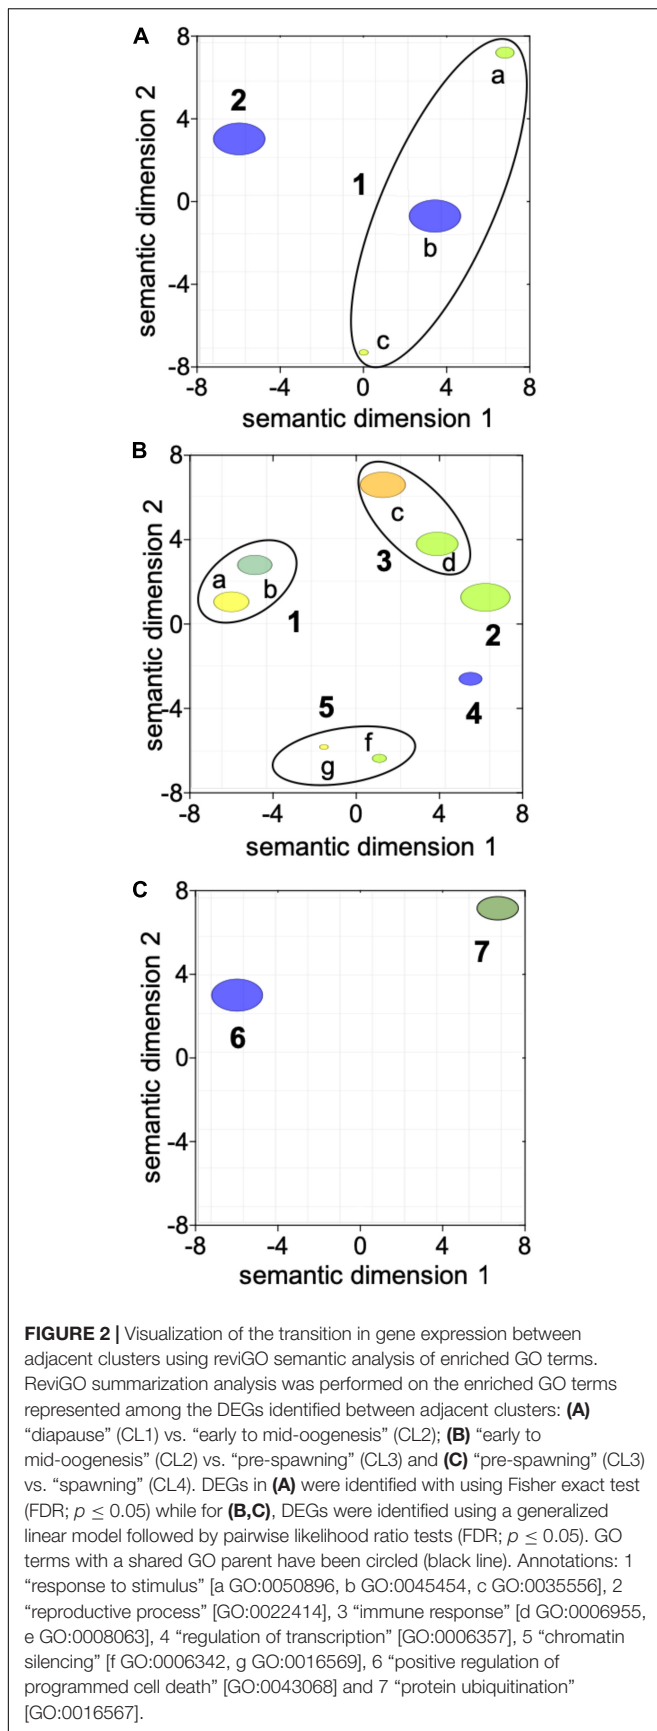 A
8
4
0
-4
-8
semantic dimension 2
2
1
a
b
c
-8 -4 0 4 8
semantic dimension 1
B
8
4
0
-4
-8
semantic dimension 2
c
3
d
a
b
1
2
4
5
f
g
-8 -4 0 4 8
semantic dimension 1
C
8
4
0
-4
-8
semantic dimension 2
7
6
-8 -4 0 4 8
semantic dimension 1
FIGURE 2 | Visualization of the transition in gene expression between
adjacent clusters using reviGO semantic analysis of enriched GO terms.
ReviGO summarization analysis was performed on the enriched GO terms
represented among the DEGs identified between adjacent clusters: (A)
“diapause” (CL1) vs. “early to mid-oogenesis” (CL2); (B) “early to
mid-oogenesis” (CL2) vs. “pre-spawning” (CL3) and (C) “pre-spawning” (CL3)
vs. “spawning” (CL4). DEGs in (A) were identified with using Fisher exact test
(FDR; p ≤ 0.05) while for (B,C), DEGs were identified using a generalized
linear model followed by pairwise likelihood ratio tests (FDR; p ≤ 0.05). GO
terms with a shared GO parent have been circled (black line). Annotations: 1
“response to stimulus” [a GO:0050896, b GO:0045454, c GO:0035556], 2
“reproductive process” [GO:0022414], 3 “immune response” [d GO:0006955,
e GO:0008063], 4 “regulation of transcription” [GO:0006357], 5 “chromatin
silencing” [f GO:0006342, g GO:0016569], 6 “positive regulation of
programmed cell death” [GO:0043068] and 7 “protein ubiquitination”
[GO:0016567].